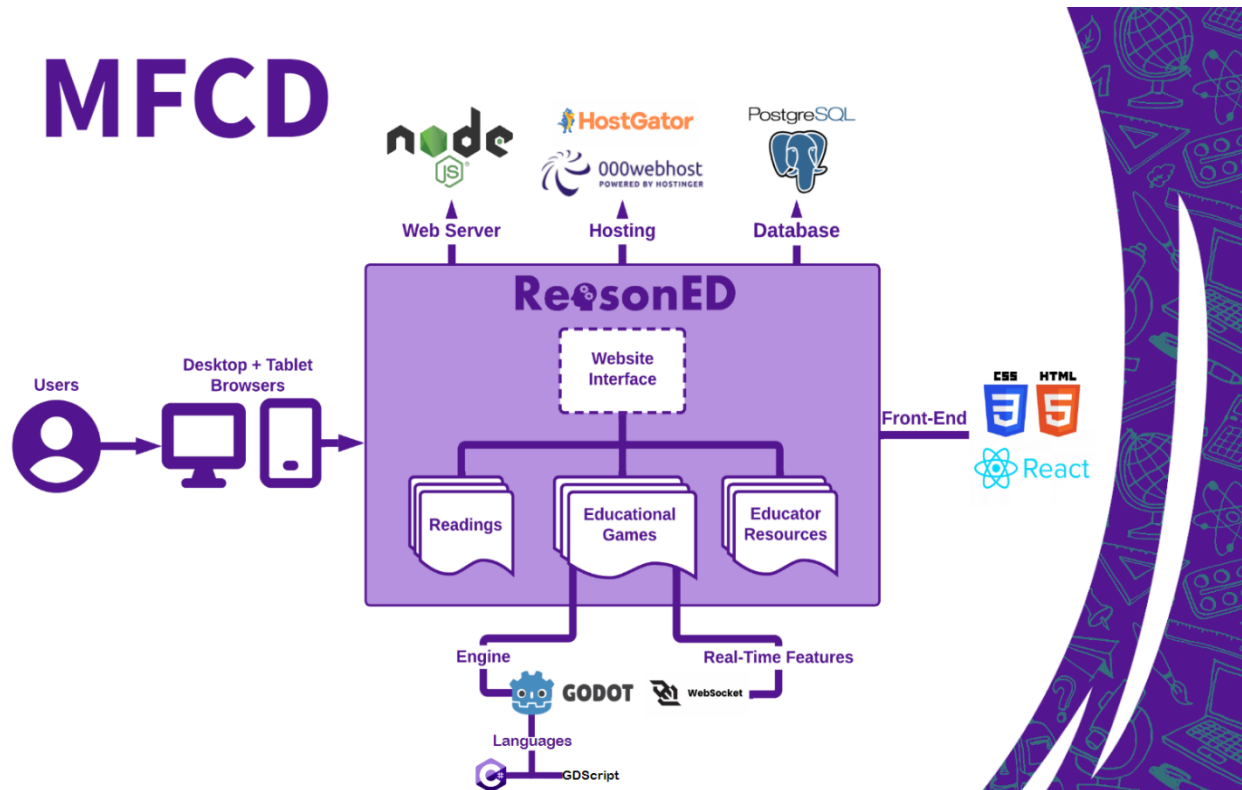 MFCD
node
JS
HostGator
000webhost
POWERED BY HOSTINGER
PostgreSQL
Web Server
Hosting
Database
ReasonED
Website
Interface
Users
Desktop + Tablet
Browsers
Front-End
CSS
3
HTML
5
React
Readings
Educational
Games
Educator
Resources
Engine
Real-Time Features
GODOT
WebSocket
Languages
C#
GDScript